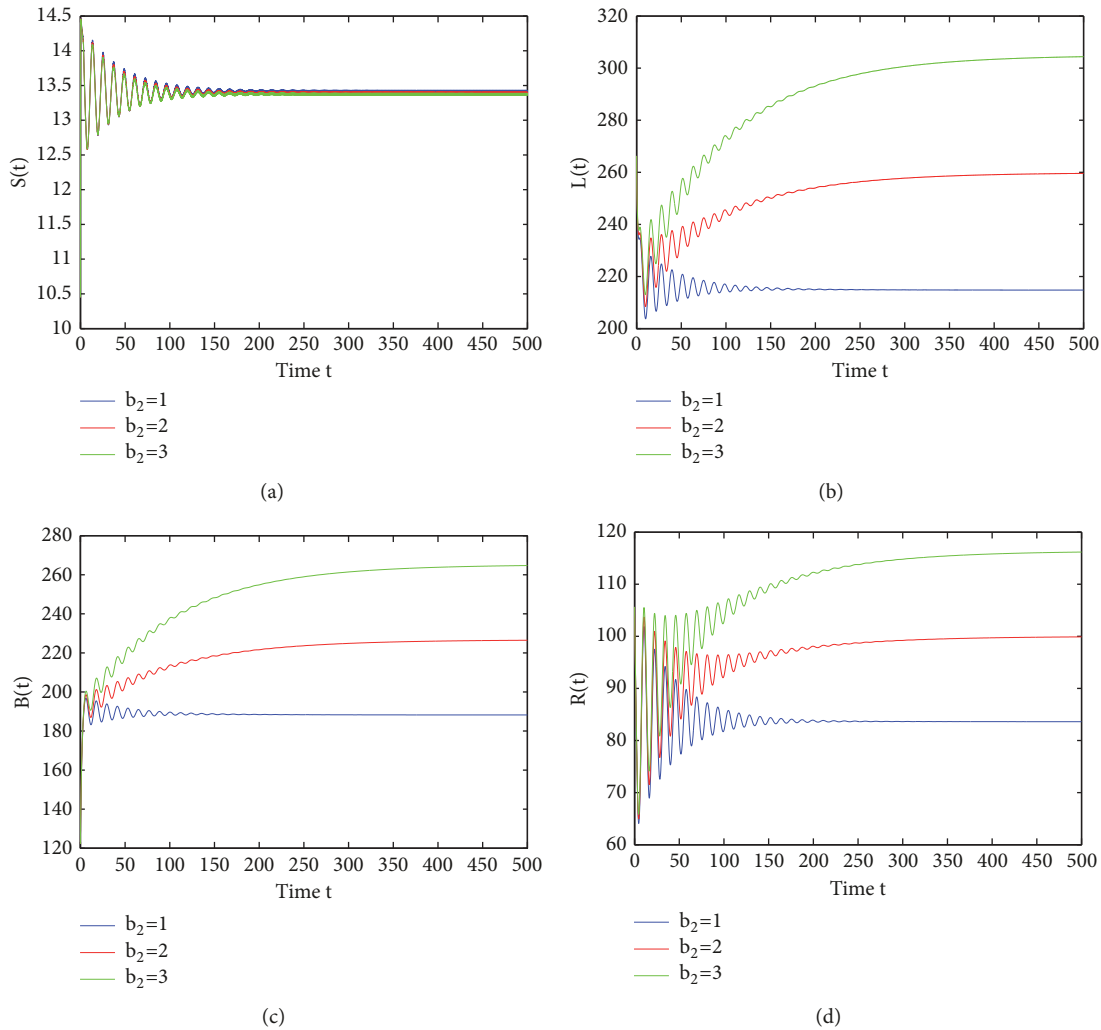 14.5
14
13.5
13
12.5
12
11.5
11
10.5
10
S(t)
0 50 100 150 200 250 300 350 400 450 500
Time t
b₂=1
b₂=2
b₂=3
(a)
320
300
280
260
240
220
200
L(t)
0 50 100 150 200 250 300 350 400 450 500
Time t
b₂=1
b₂=2
b₂=3
(b)
280
260
240
220
200
180
160
140
120
B(t)
0 50 100 150 200 250 300 350 400 450 500
Time t
b₂=1
b₂=2
b₂=3
(c)
120
110
100
90
80
70
60
R(t)
0 50 100 150 200 250 300 350 400 450 500
Time t
b₂=1
b₂=2
b₂=3
(d)